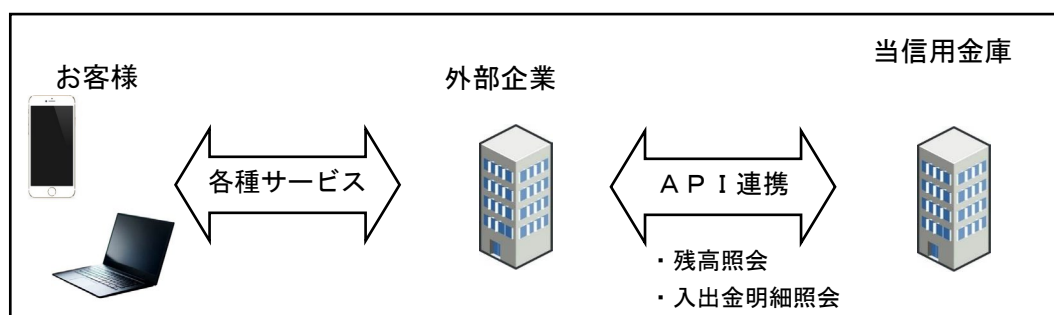 お客様
外部企業
当信用金庫
各種サービス
ＡＰＩ連携
・残高照会
・入出金明細照会